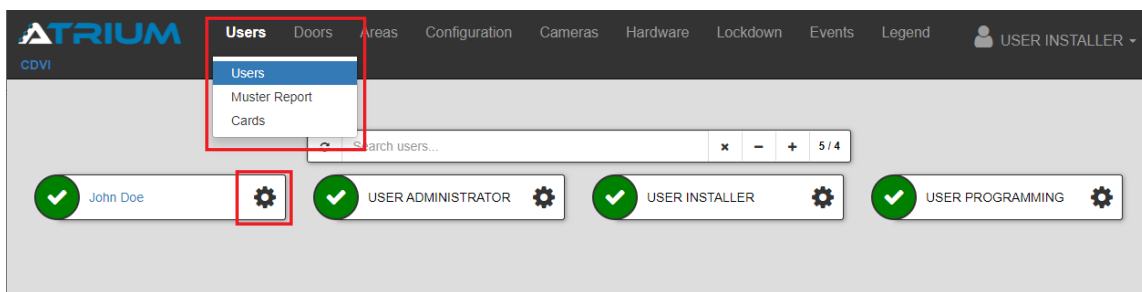 ATRIUM
CDVI
Users Doors Areas Configuration Cameras Hardware Lockdown Events Legend USER INSTALLER
Users
Muster Report
Cards
Search users... × − + 5 / 4
John Doe USER ADMINISTRATOR USER INSTALLER USER PROGRAMMING